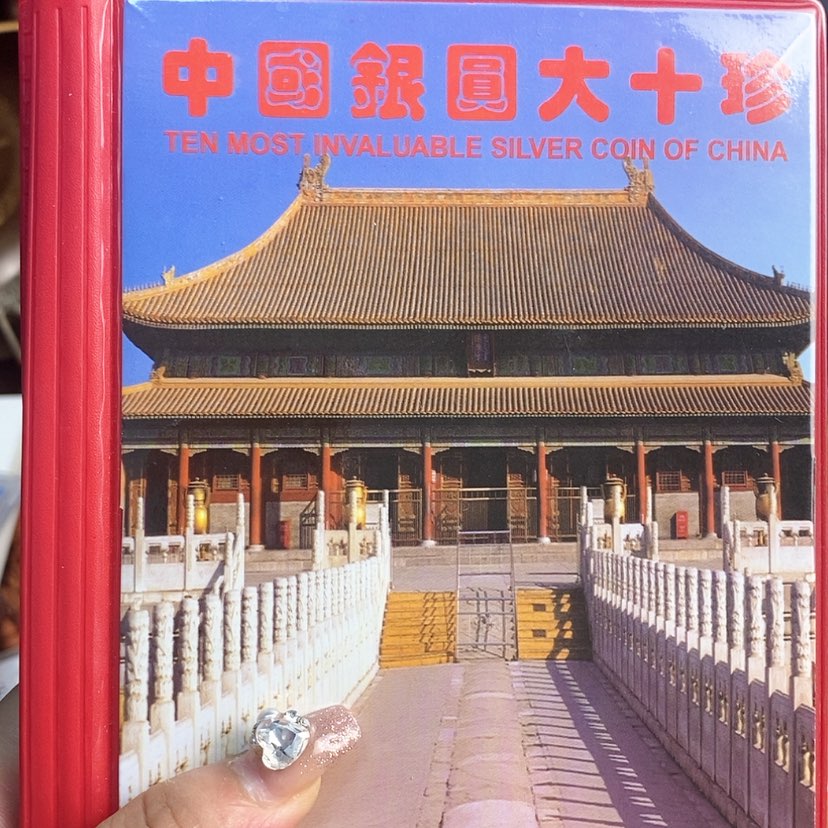 中國銀圓大十珍
TEN MOST INVALUABLE SILVER COIN OF CHINA